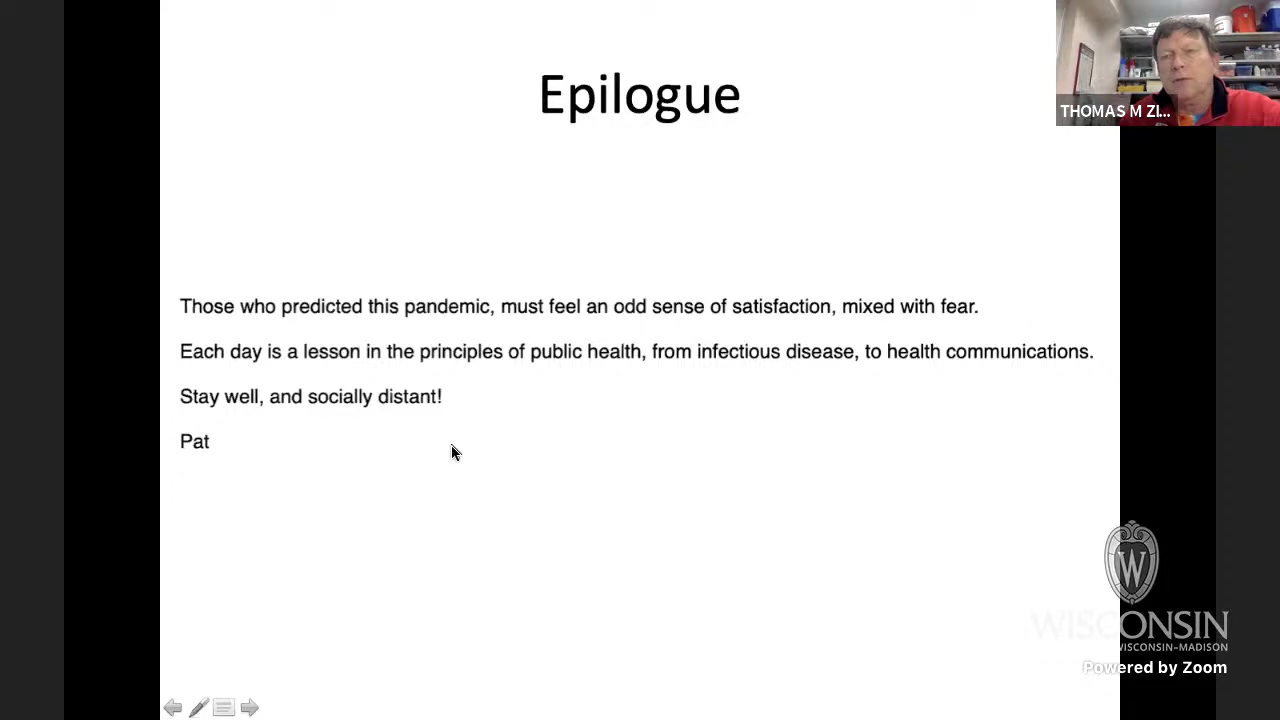 Epilogue
THOMAS M ZI...
Those who predicted this pandemic, must feel an odd sense of satisfaction, mixed with fear.
Each day is a lesson in the principles of public health, from infectious disease, to health communications.
Stay well, and socially distant!
Pat
W
WISCONSIN
WISCONSIN–MADISON
Powered by Zoom